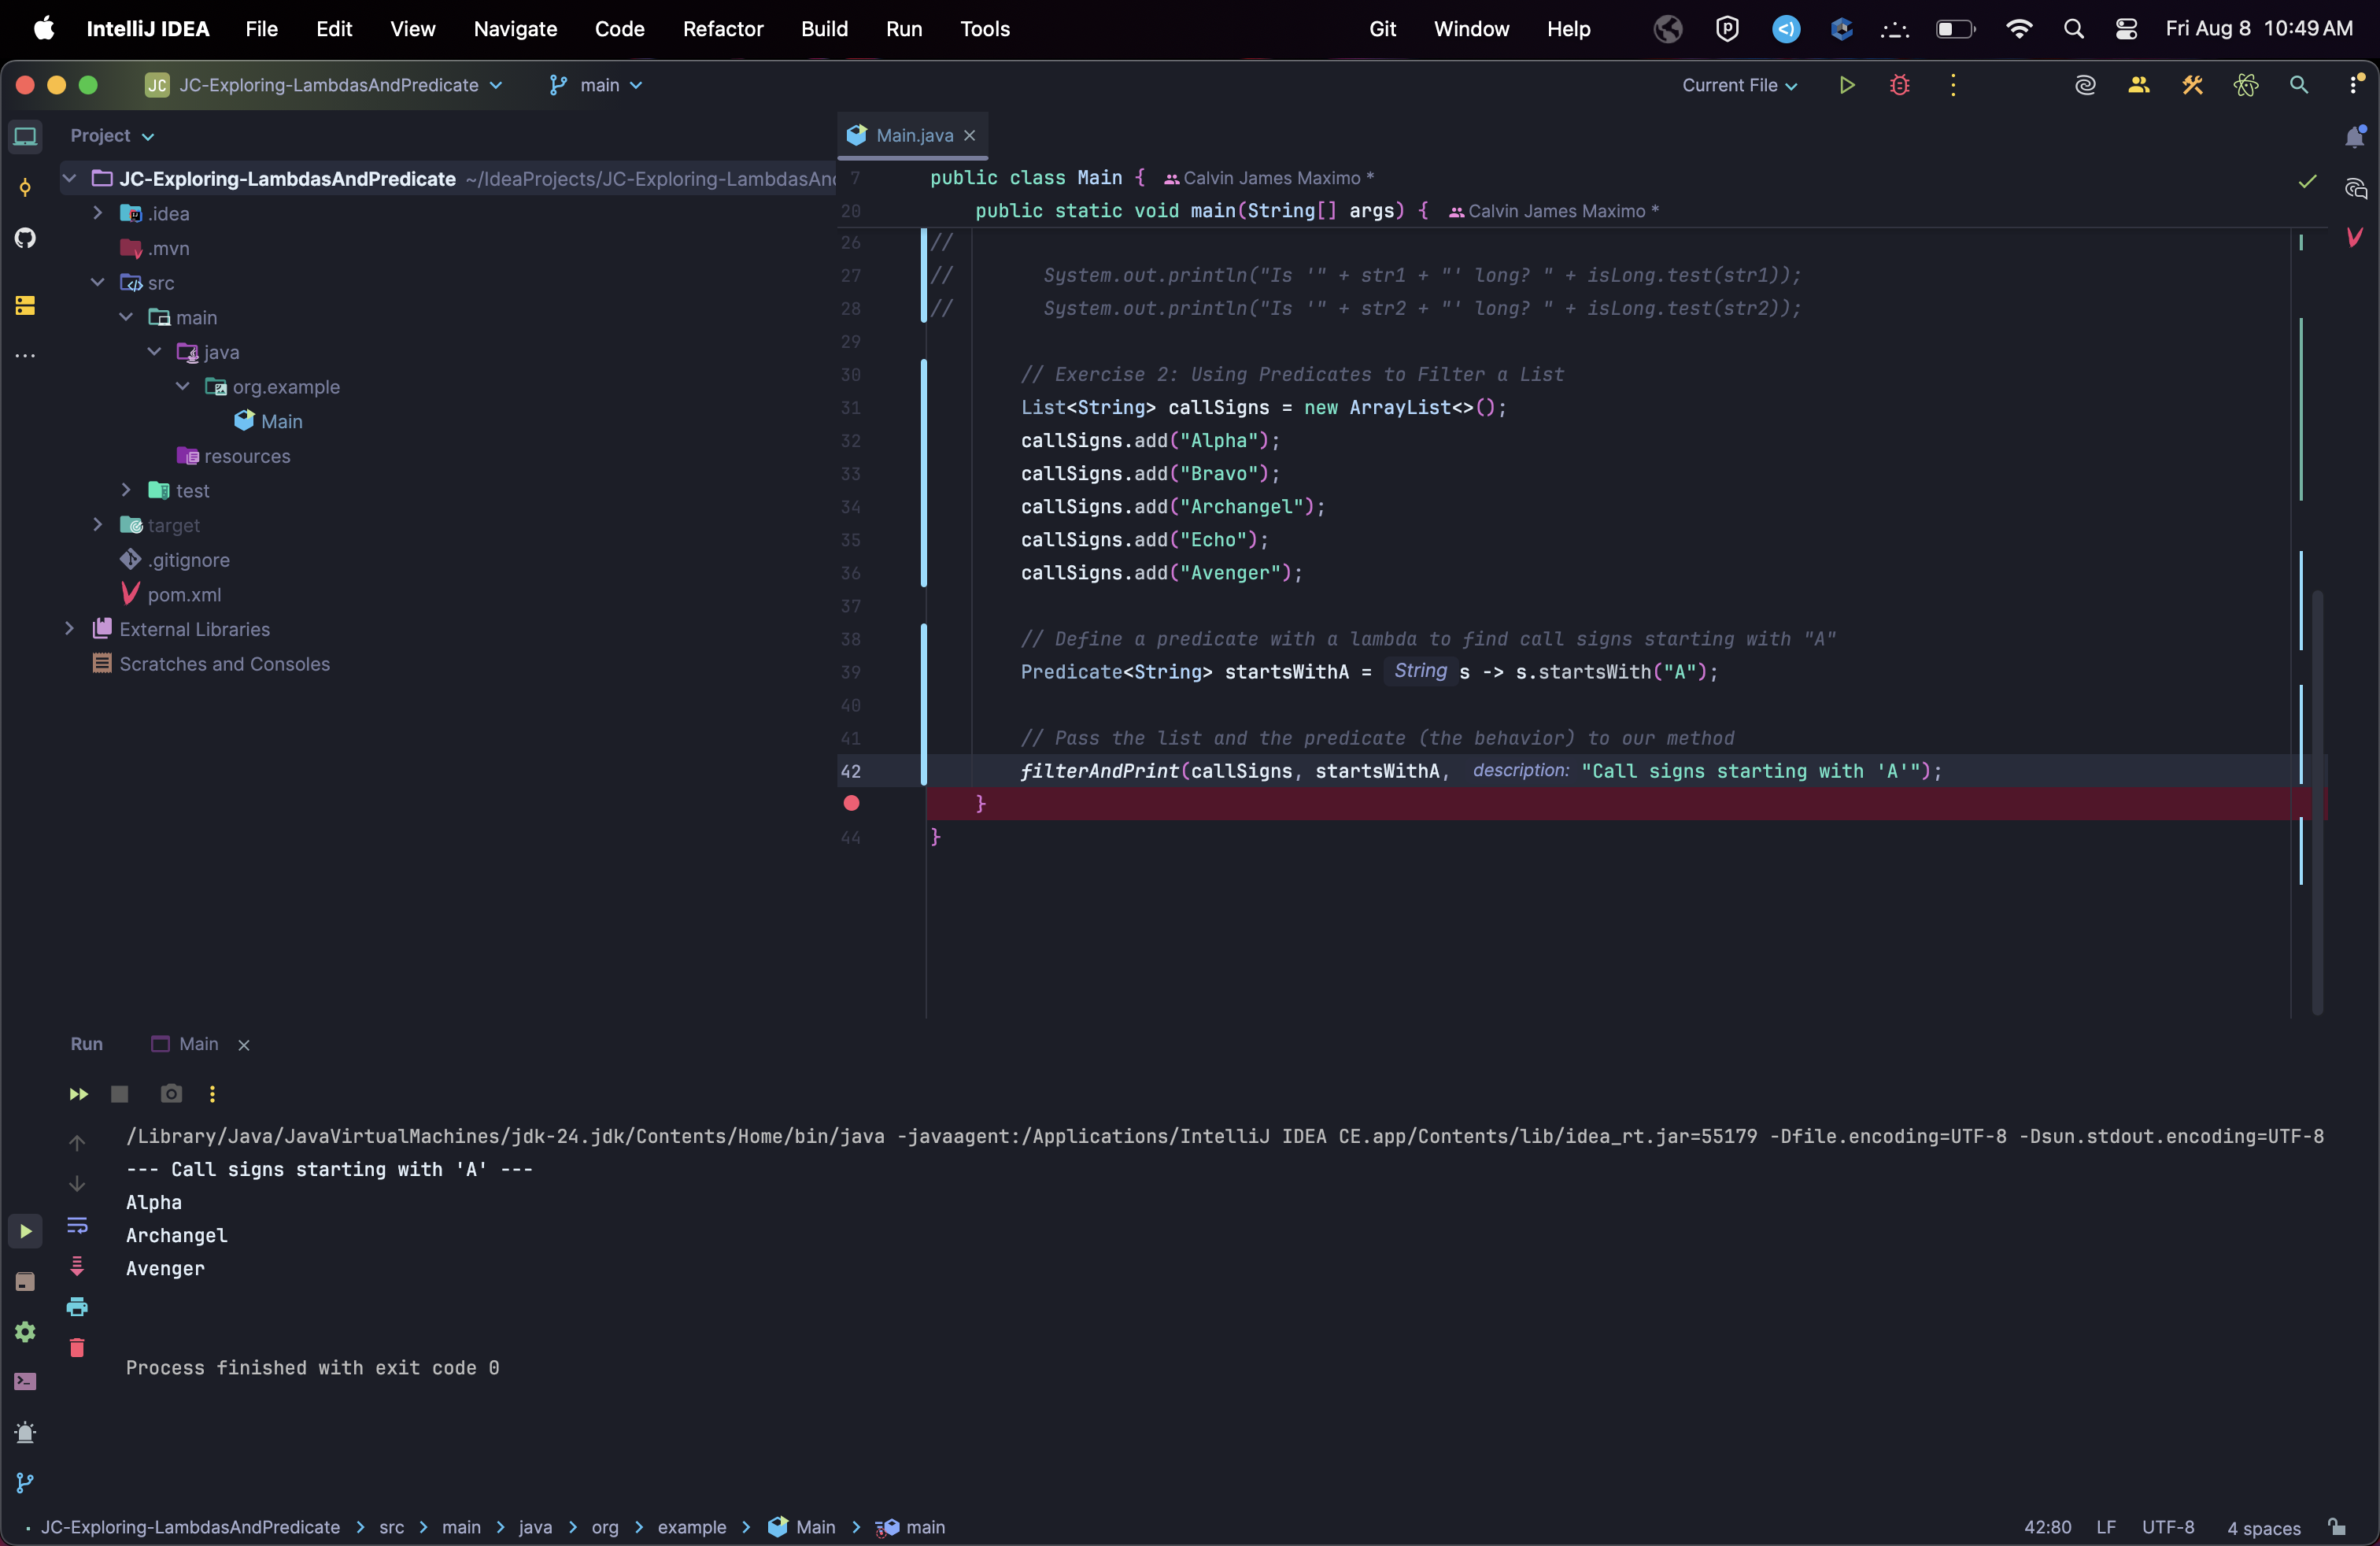 IntelliJ IDEA File Edit View Navigate Code Refactor Build Run Tools Git Window Help Fri Aug 8 10:49 AM
JC JC-Exploring-LambdasAndPredicate main Current File
Project
Main.java
JC-Exploring-LambdasAndPredicate ~/IdeaProjects/JC-Exploring-LambdasAnd
.idea
.mvn
src
main
java
org.example
Main
resources
test
target
.gitignore
pom.xml
External Libraries
Scratches and Consoles
7 public class Main { Calvin James Maximo *
20 public static void main(String[] args) { Calvin James Maximo *
26 //
27 // System.out.println("Is '" + str1 + "' long? " + isLong.test(str1));
28 // System.out.println("Is '" + str2 + "' long? " + isLong.test(str2));
29
30 // Exercise 2: Using Predicates to Filter a List
31 List<String> callSigns = new ArrayList<>();
32 callSigns.add("Alpha");
33 callSigns.add("Bravo");
34 callSigns.add("Archangel");
35 callSigns.add("Echo");
36 callSigns.add("Avenger");
37
38 // Define a predicate with a lambda to find call signs starting with "A"
39 Predicate<String> startsWithA = String s -> s.startsWith("A");
40
41 // Pass the list and the predicate (the behavior) to our method
42 filterAndPrint(callSigns, startsWithA, description: "Call signs starting with 'A'");
}
44 }
Run Main
/Library/Java/JavaVirtualMachines/jdk-24.jdk/Contents/Home/bin/java -javaagent:/Applications/IntelliJ IDEA CE.app/Contents/lib/idea_rt.jar=55179 -Dfile.encoding=UTF-8 -Dsun.stdout.encoding=UTF-8
--- Call signs starting with 'A' ---
Alpha
Archangel
Avenger
Process finished with exit code 0
JC-Exploring-LambdasAndPredicate > src > main > java > org > example > Main > main 42:80 LF UTF-8 4 spaces